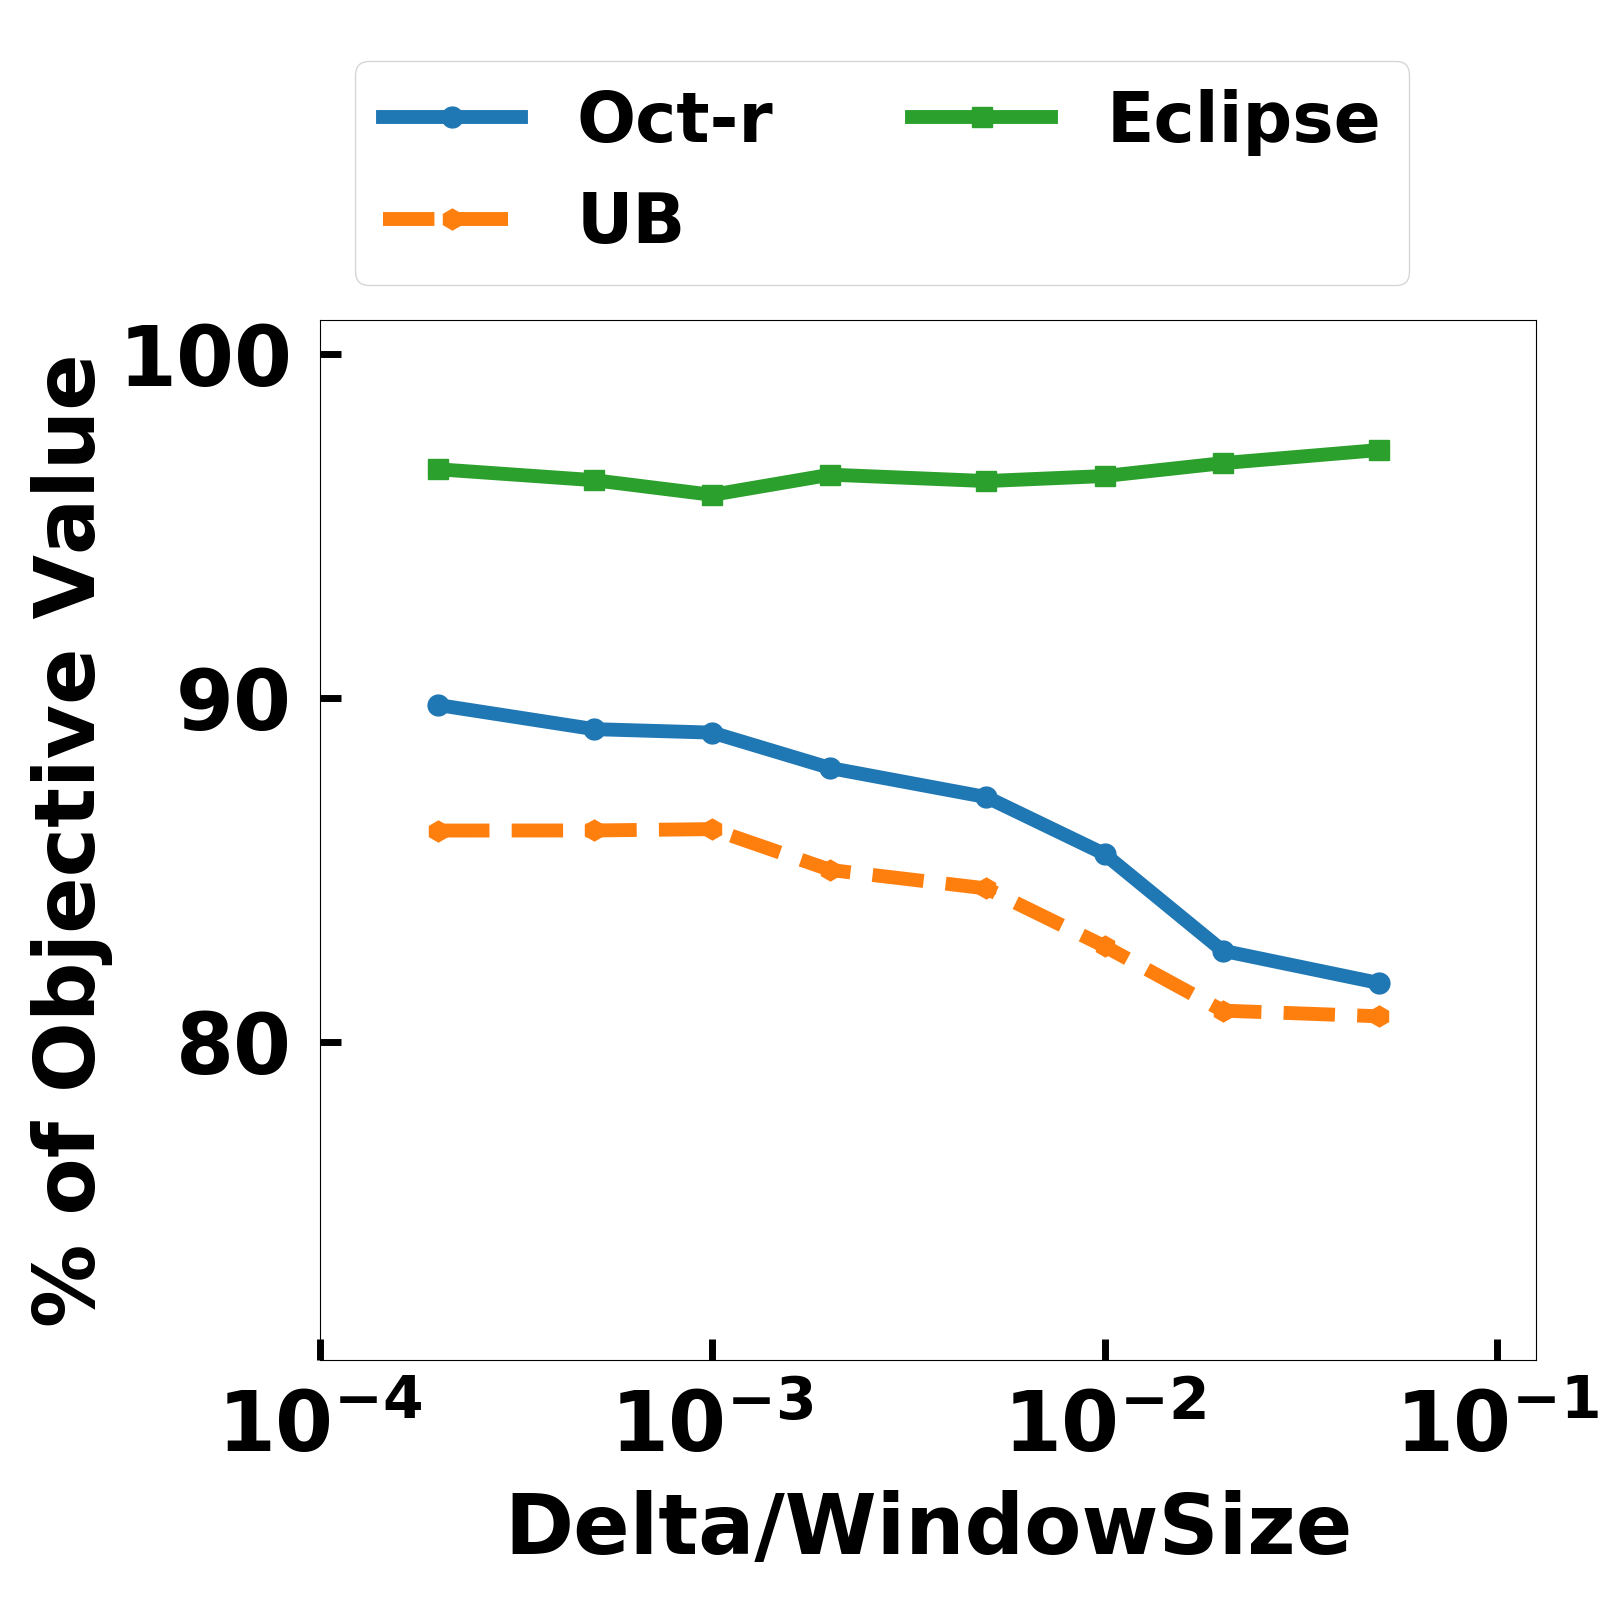 Oct-r
UB
Eclipse
% of Objective Value
100
90
80
10⁻⁴
10⁻³
10⁻²
10⁻¹
Delta/WindowSize